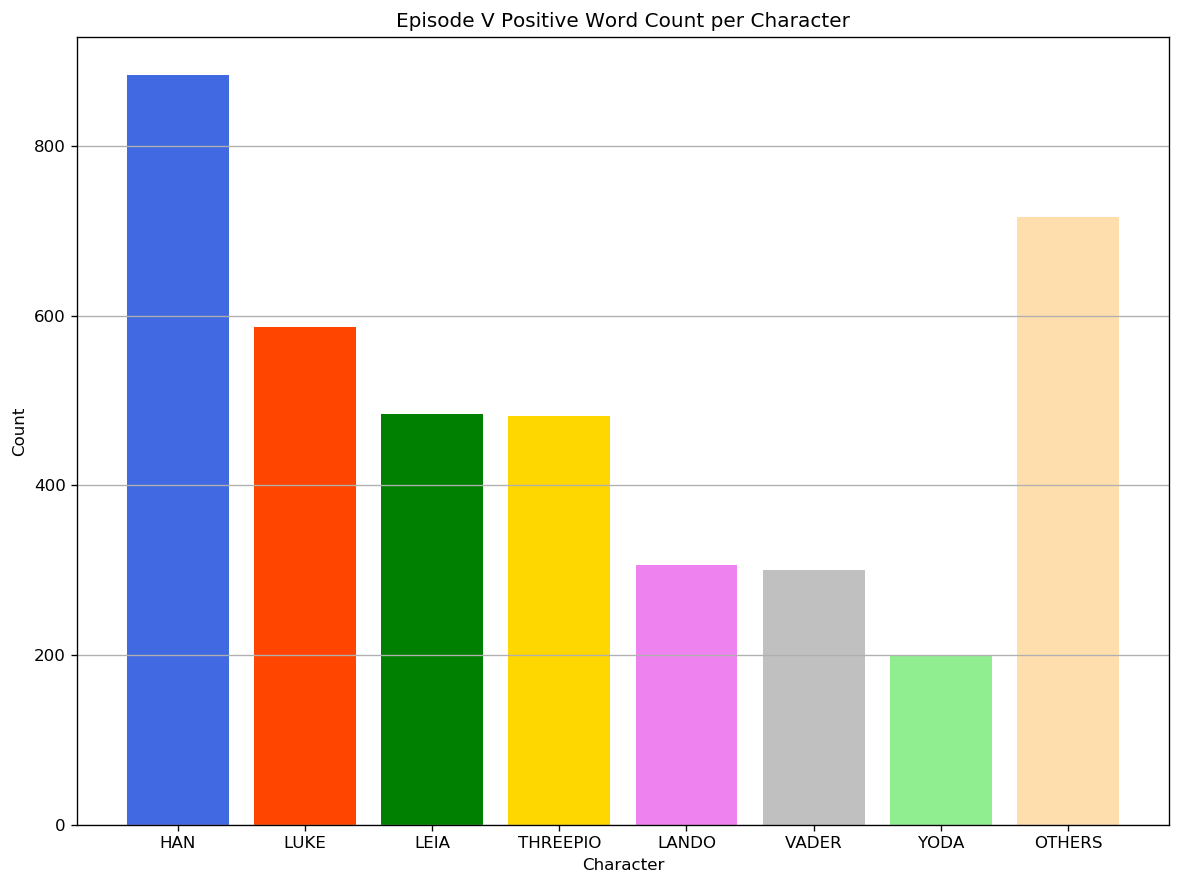 Episode V Positive Word Count per Character
Count
800
600
400
200
0
HAN LUKE LEIA THREEPIO LANDO VADER YODA OTHERS
Character